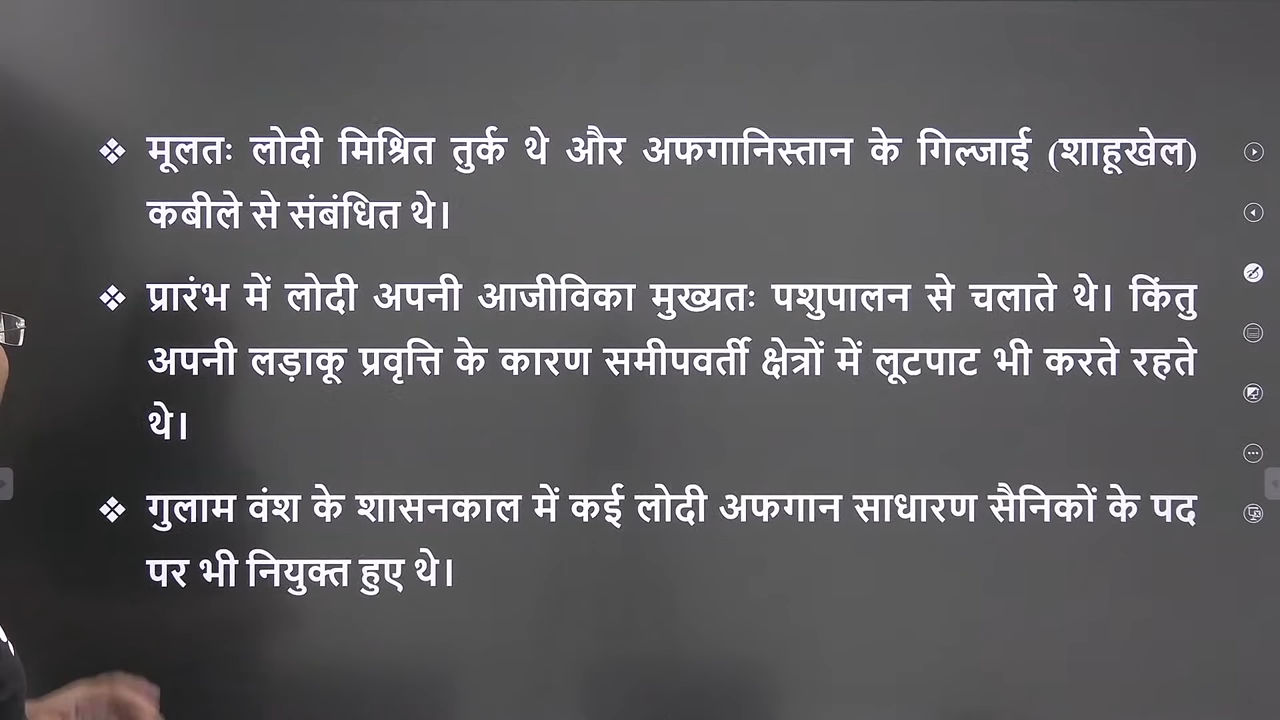 ❖ मूलतः लोदी मिश्रित तुर्क थे और अफगानिस्तान के गिल्जाई (शाहूखेल)
कबीले से संबंधित थे।
❖ प्रारंभ में लोदी अपनी आजीविका मुख्यतः पशुपालन से चलाते थे। किंतु
अपनी लड़ाकू प्रवृत्ति के कारण समीपवर्ती क्षेत्रों में लूटपाट भी करते रहते
थे।
❖ गुलाम वंश के शासनकाल में कई लोदी अफगान साधारण सैनिकों के पद
पर भी नियुक्त हुए थे।